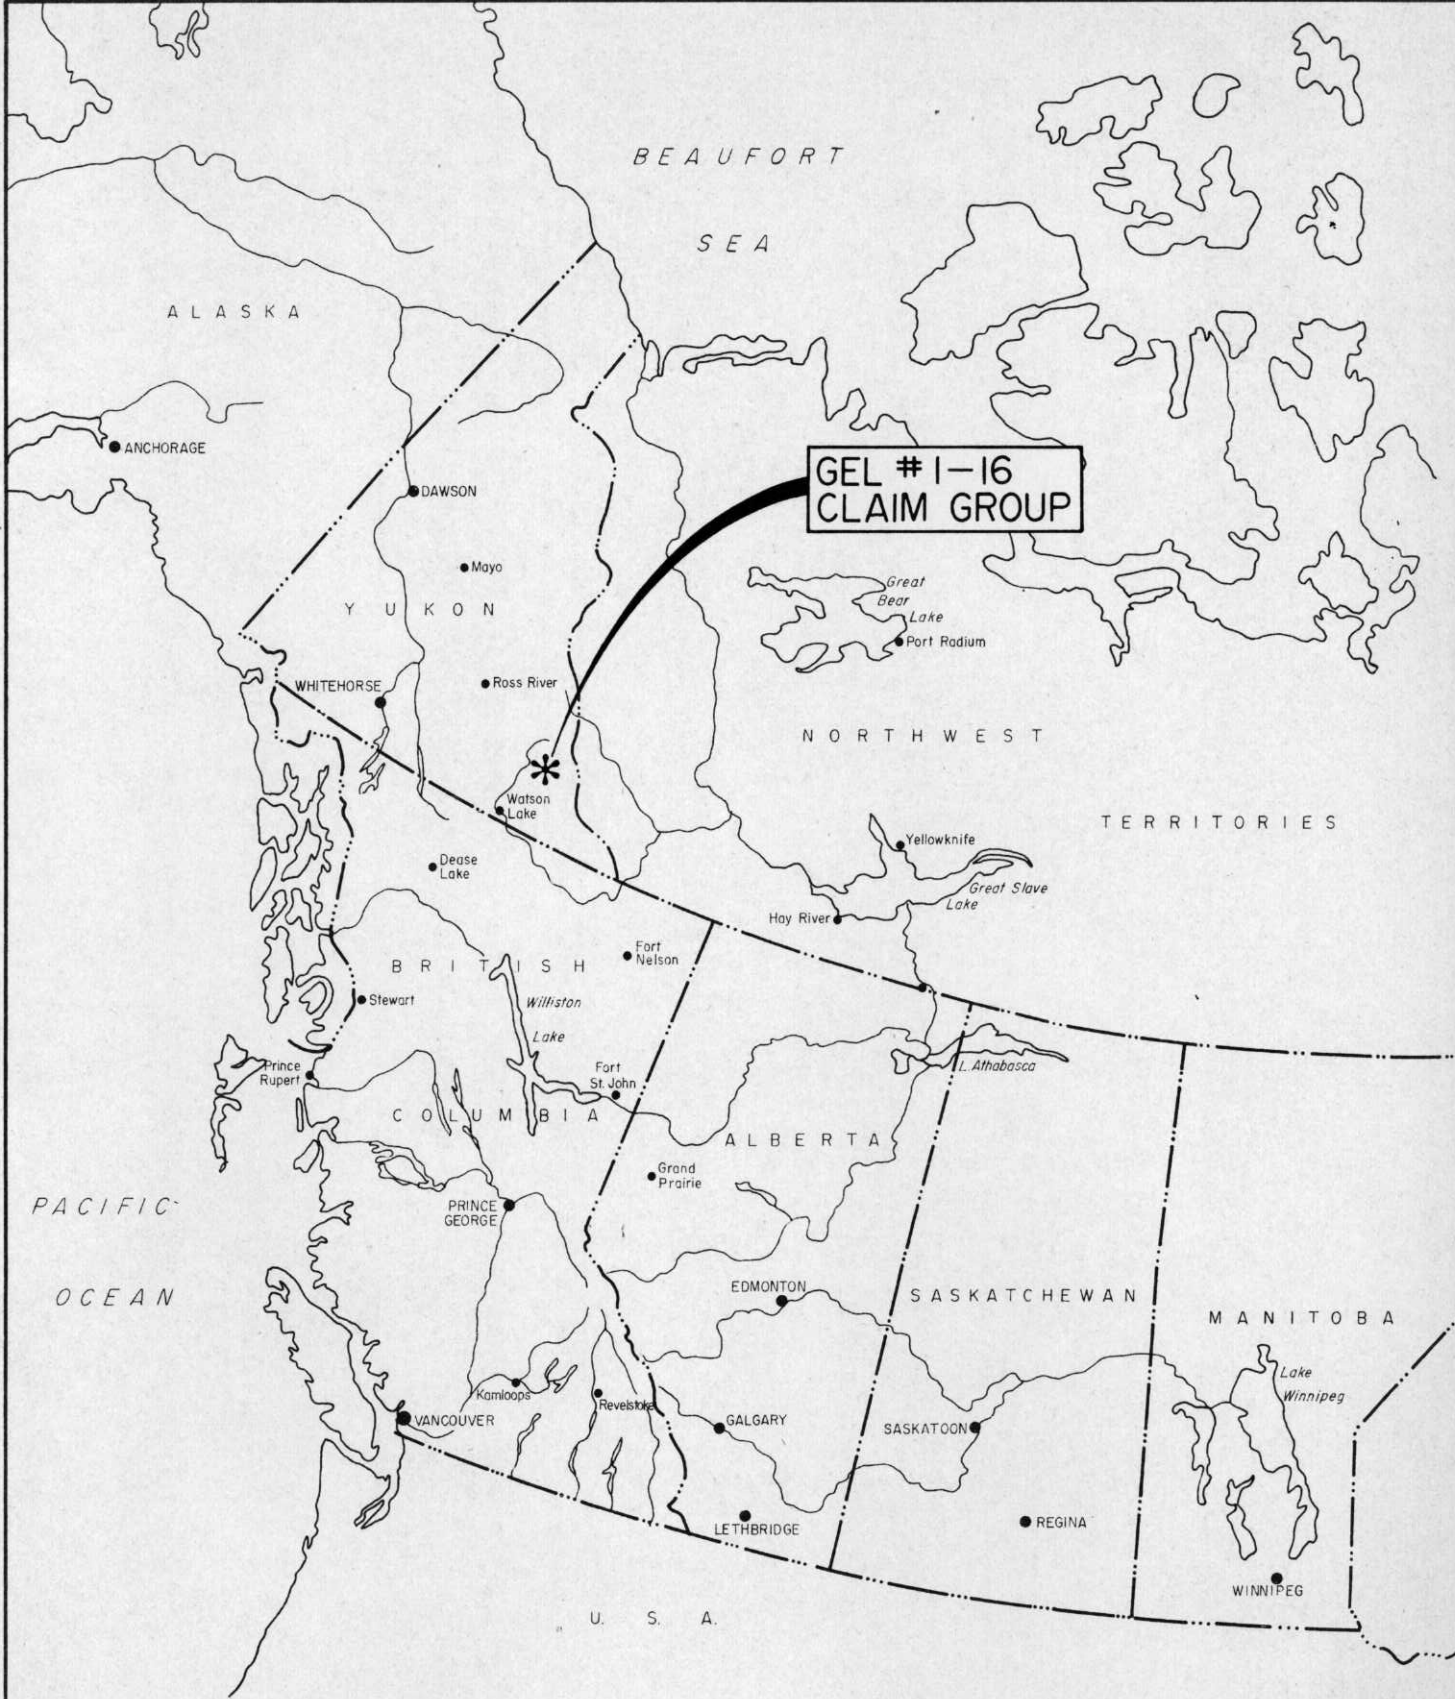 BEAUFORT
SEA
ALASKA
ANCHORAGE
GEL #1-16
CLAIM GROUP
DAWSON
Mayo
YUKON
Great
Bear
Lake
Port Radium
WHITEHORSE
Ross River
NORTHWEST
TERRITORIES
Watson
Lake
Yellowknife
Dease
Lake
Great Slave
Lake
Hay River
Fort
Nelson
BRITISH
Stewart
Williston
Lake
Prince
Rupert
Fort
St. John
L. Athabasca
COLUMBIA
ALBERTA
Grand
Prairie
PACIFIC
OCEAN
PRINCE
GEORGE
EDMONTON
SASKATCHEWAN
MANITOBA
Lake
Winnipeg
Kamloops
Revelstoke
VANCOUVER
GALGARY
SASKATOON
LETHBRIDGE
REGINA
WINNIPEG
U. S. A.